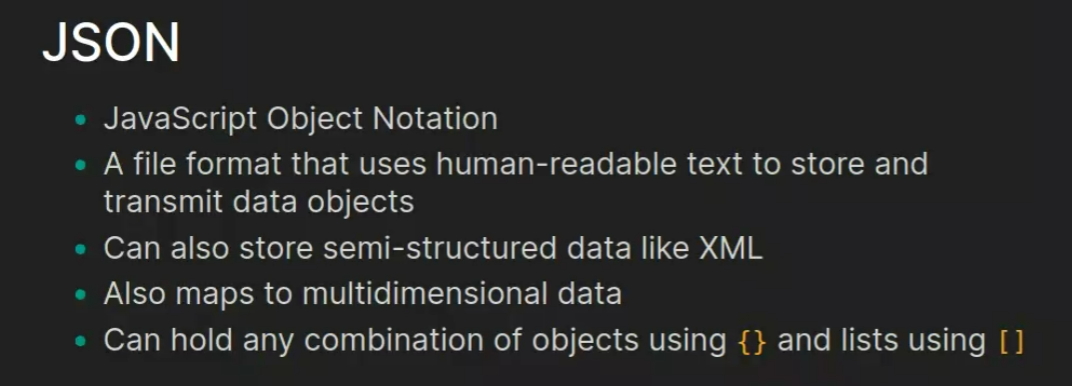 JSON
• JavaScript Object Notation
• A file format that uses human-readable text to store and
transmit data objects
• Can also store semi-structured data like XML
• Also maps to multidimensional data
• Can hold any combination of objects using {} and lists using []